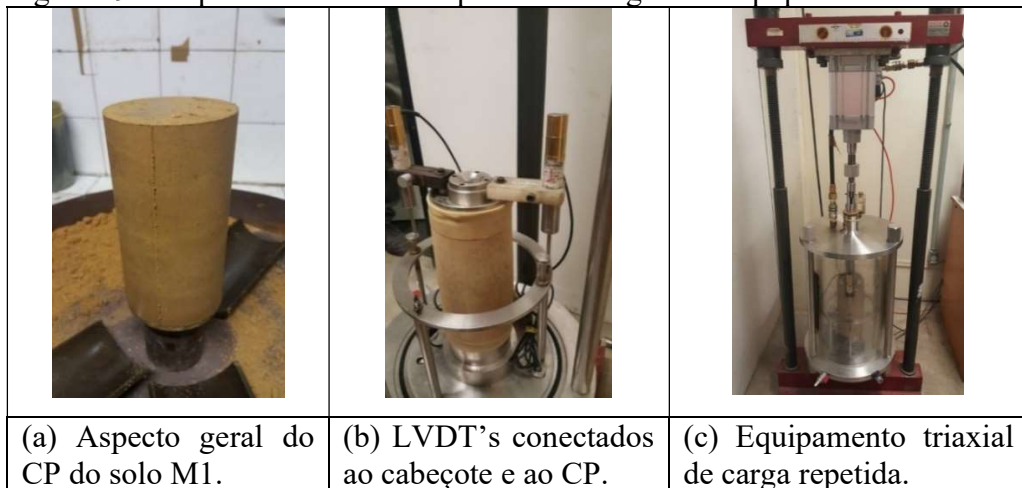 (a) Aspecto geral do
CP do solo M1.
(b) LVDT’s conectados
ao cabeçote e ao CP.
(c) Equipamento triaxial
de carga repetida.